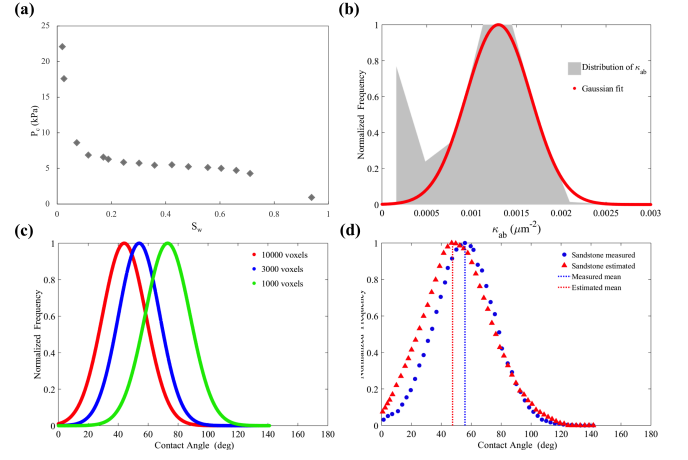 (a)
25
20
15
10
5
0
P_c (kPa)
0
0.2
0.4
0.6
0.8
1
S_w
(b)
1
0.8
0.6
0.4
0.2
0
Normalized Frequency
0
0.0005
0.001
0.0015
0.002
0.0025
0.003
κ_ab (μm⁻²)
Distribution of κ_ab
Gaussian fit
(c)
1
0.8
0.6
0.4
0.2
0
Normalized Frequency
0
20
40
60
80
100
120
140
160
180
Contact Angle (deg)
10000 voxels
3000 voxels
1000 voxels
(d)
1
0.8
0.6
0.4
0.2
0
Frequency
0
20
40
60
80
100
120
140
160
180
Contact Angle (deg)
Sandstone measured
Sandstone estimated
Measured mean
Estimated mean